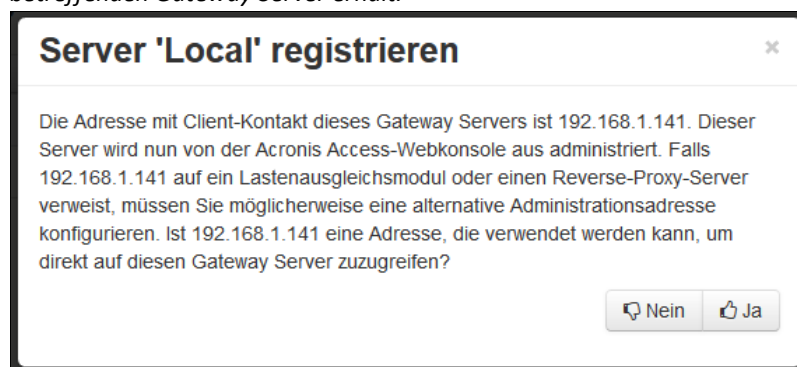 betreffenden Gateway Server erhält.
Server 'Local' registrieren
×
Die Adresse mit Client-Kontakt dieses Gateway Servers ist 192.168.1.141. Dieser
Server wird nun von der Acronis Access-Webkonsole aus administriert. Falls
192.168.1.141 auf ein Lastenausgleichsmodul oder einen Reverse-Proxy-Server
verweist, müssen Sie möglicherweise eine alternative Administrationsadresse
konfigurieren. Ist 192.168.1.141 eine Adresse, die verwendet werden kann, um
direkt auf diesen Gateway Server zuzugreifen?
Nein Ja